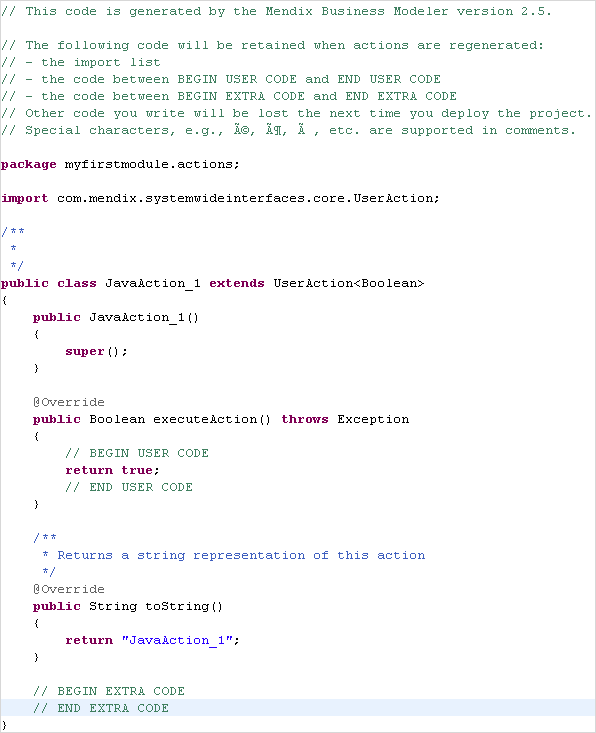 // This code is generated by the Mendix Business Modeler version 2.5.
// The following code will be retained when actions are regenerated:
// - the import list
// - the code between BEGIN USER CODE and END USER CODE
// - the code between BEGIN EXTRA CODE and END EXTRA CODE
// Other code you write will be lost the next time you deploy the project.
// Special characters, e.g., Ã©, Ã¶, Ã , etc. are supported in comments.
package myfirstmodule.actions;
import com.mendix.systemwideinterfaces.core.UserAction;
/**
 *
 */
public class JavaAction_1 extends UserAction<Boolean>
{
    public JavaAction_1()
    {
        super();
    }
    @Override
    public Boolean executeAction() throws Exception
    {
        // BEGIN USER CODE
        return true;
        // END USER CODE
    }
    /**
     * Returns a string representation of this action
     */
    @Override
    public String toString()
    {
        return "JavaAction_1";
    }
    // BEGIN EXTRA CODE
    // END EXTRA CODE
}